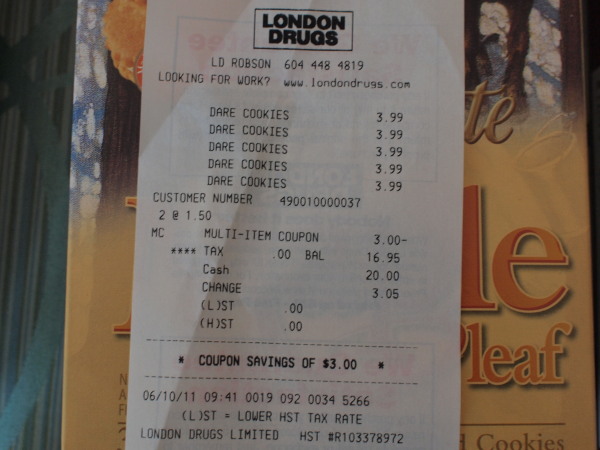 LONDON
DRUGS
LD ROBSON 604 448 4819
LOOKING FOR WORK? www.londondrugs.com
DARE COOKIES 3.99
DARE COOKIES 3.99
DARE COOKIES 3.99
DARE COOKIES 3.99
DARE COOKIES 3.99
CUSTOMER NUMBER 490010000037
2 @ 1.50
MC MULTI-ITEM COUPON 3.00-
**** TAX .00 BAL 16.95
Cash 20.00
CHANGE 3.05
(L)ST .00
(H)ST .00
* COUPON SAVINGS OF $3.00 *
06/10/11 09:41 0019 092 0034 5266
(L)ST = LOWER HST TAX RATE
LONDON DRUGS LIMITED HST #R103378972
le
leaf
Cookies